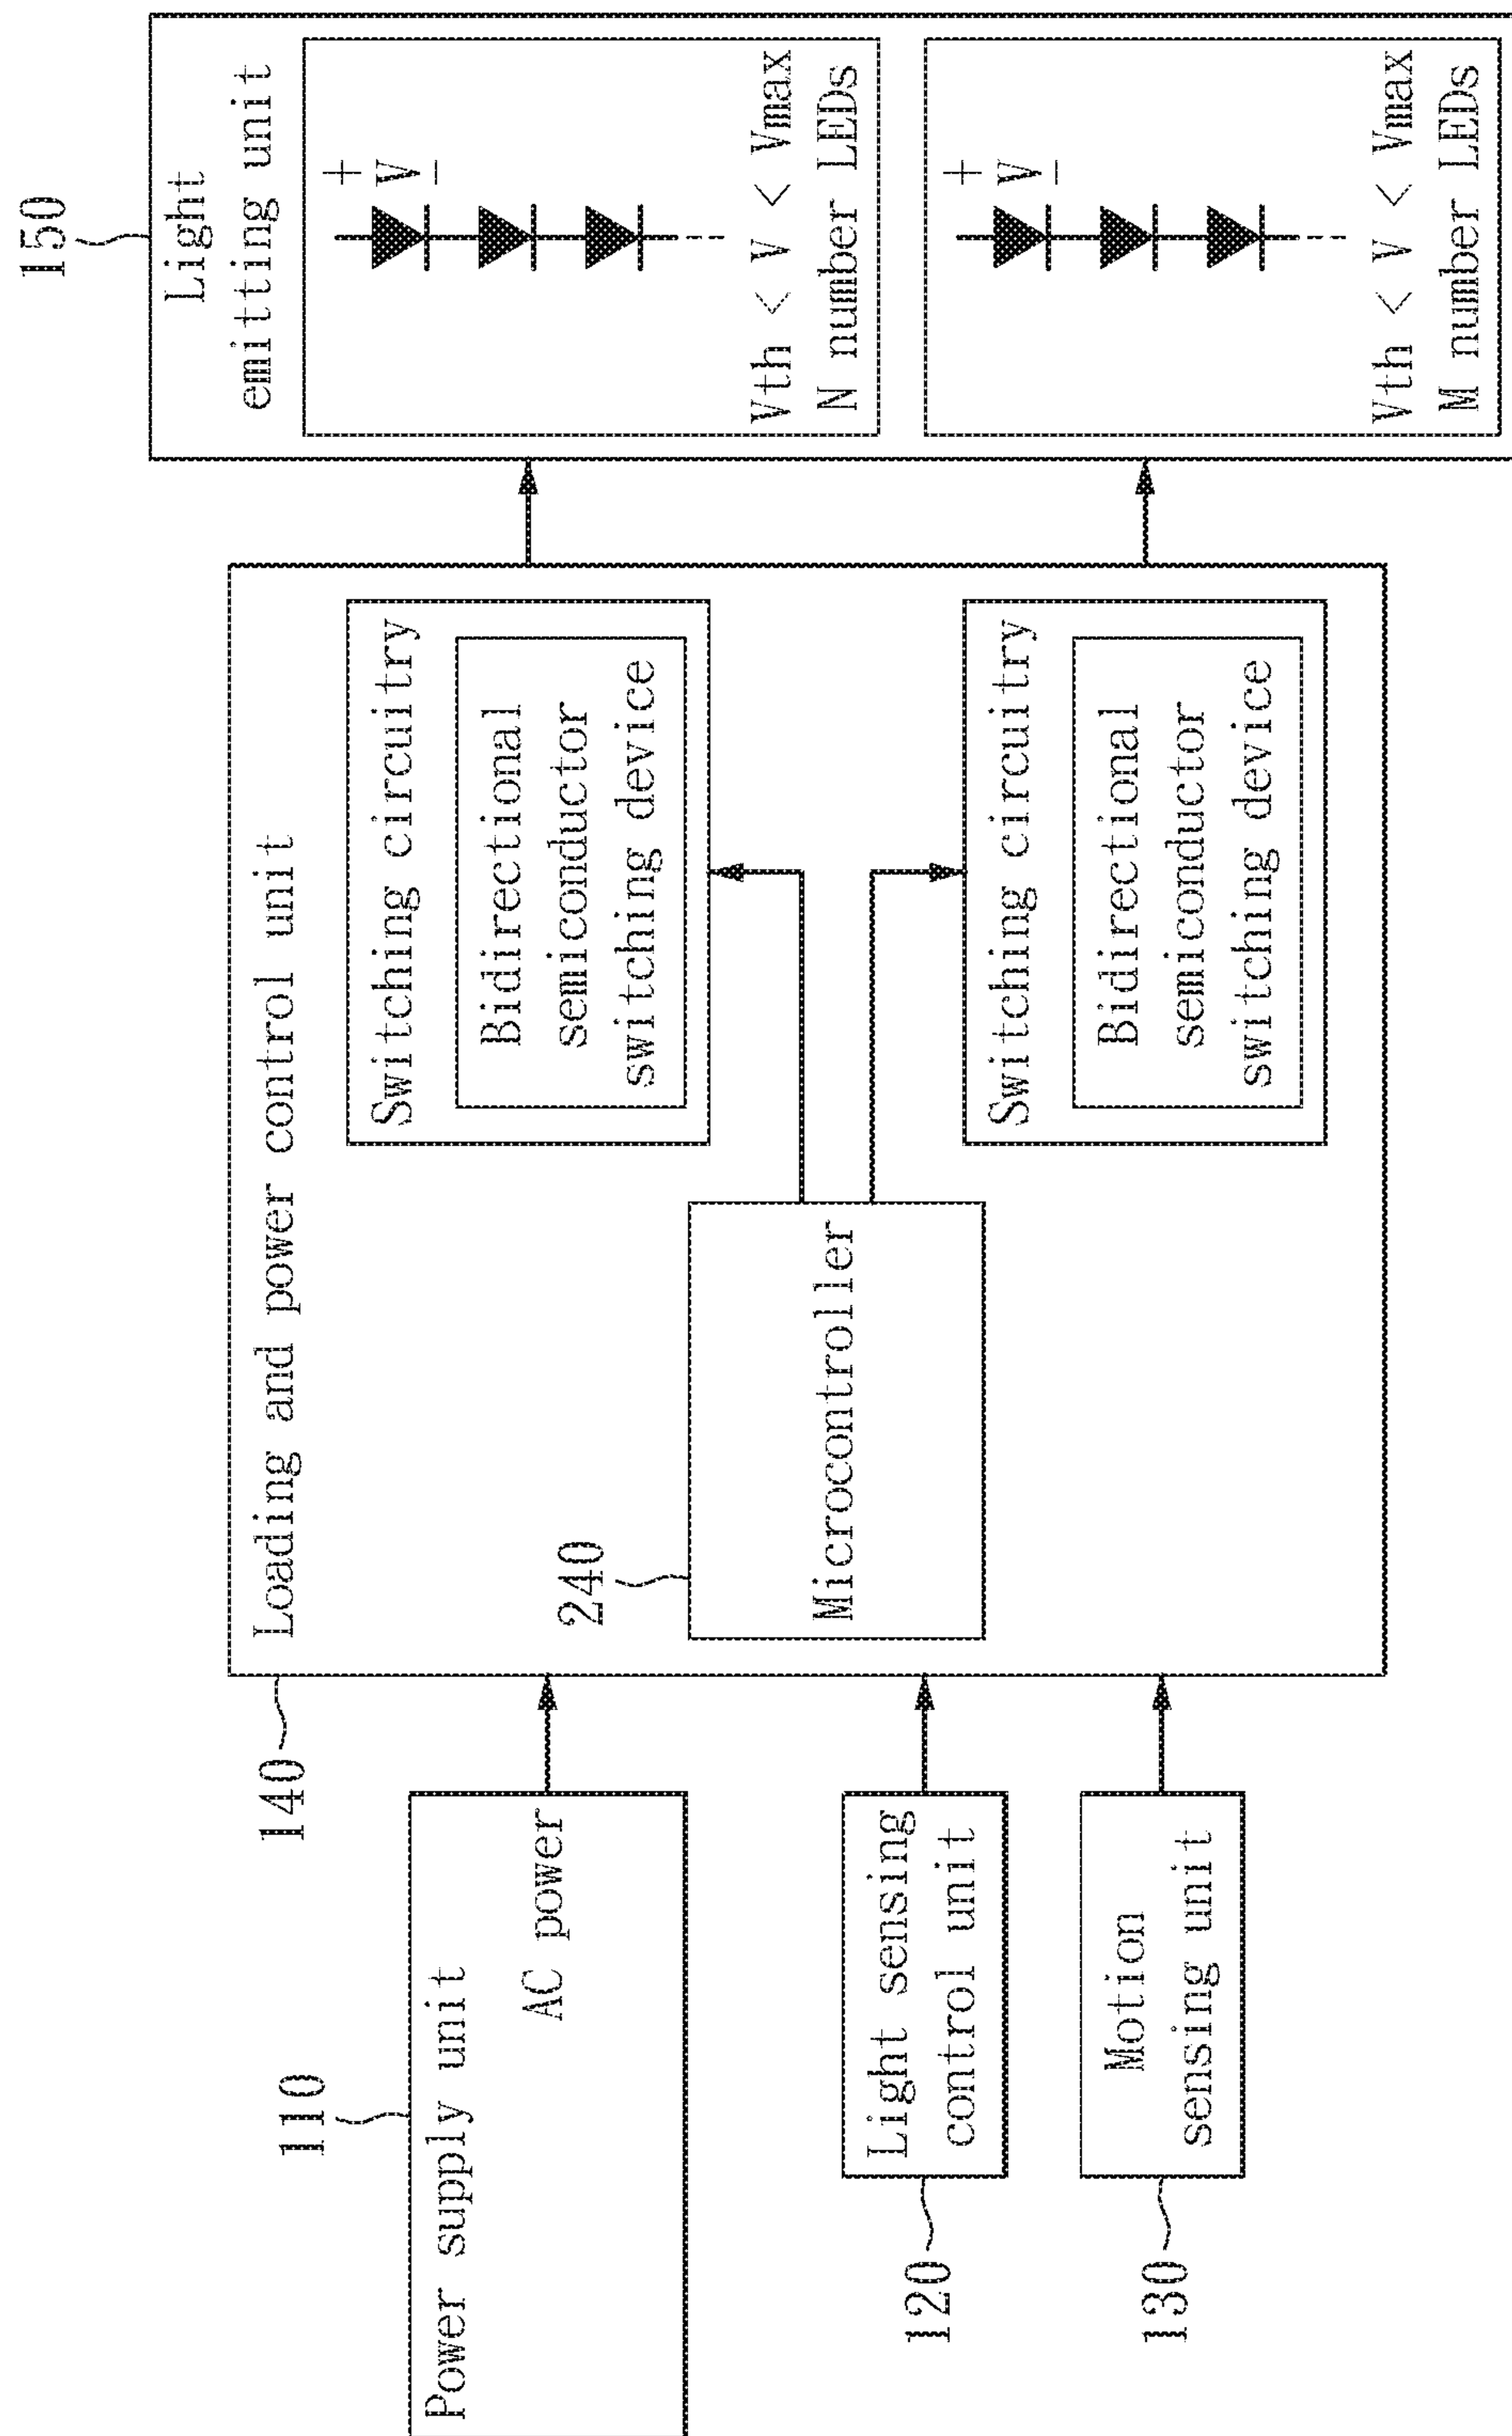 110
Power supply unit
AC power
120
Light sensing
control unit
130
Motion
sensing unit
140
Loading and power control unit
240
Microcontroller
Switching circuitry
Bidirectional
semiconductor
switching device
Switching circuitry
Bidirectional
semiconductor
switching device
150
Light
emitting unit
+
V
−
Vth < V < Vmax
N number LEDs
+
V
−
Vth < V < Vmax
M number LEDs